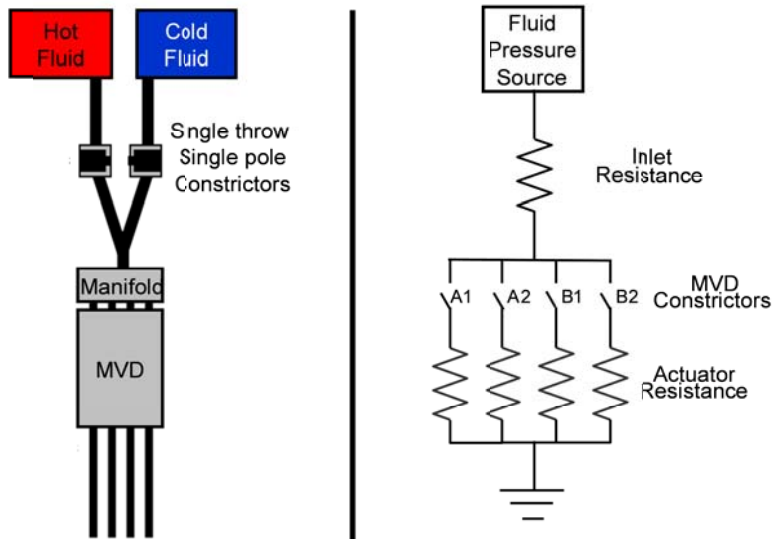 Hot
Fluid
Cold
Fluid
Sngle throw
Single pole
Constrictors
Manifold
MVD
Fluid
Pressure
Source
Inlet
Resistance
A1
A2
B1
B2
MVD
Constrictors
Actuator
Resistance